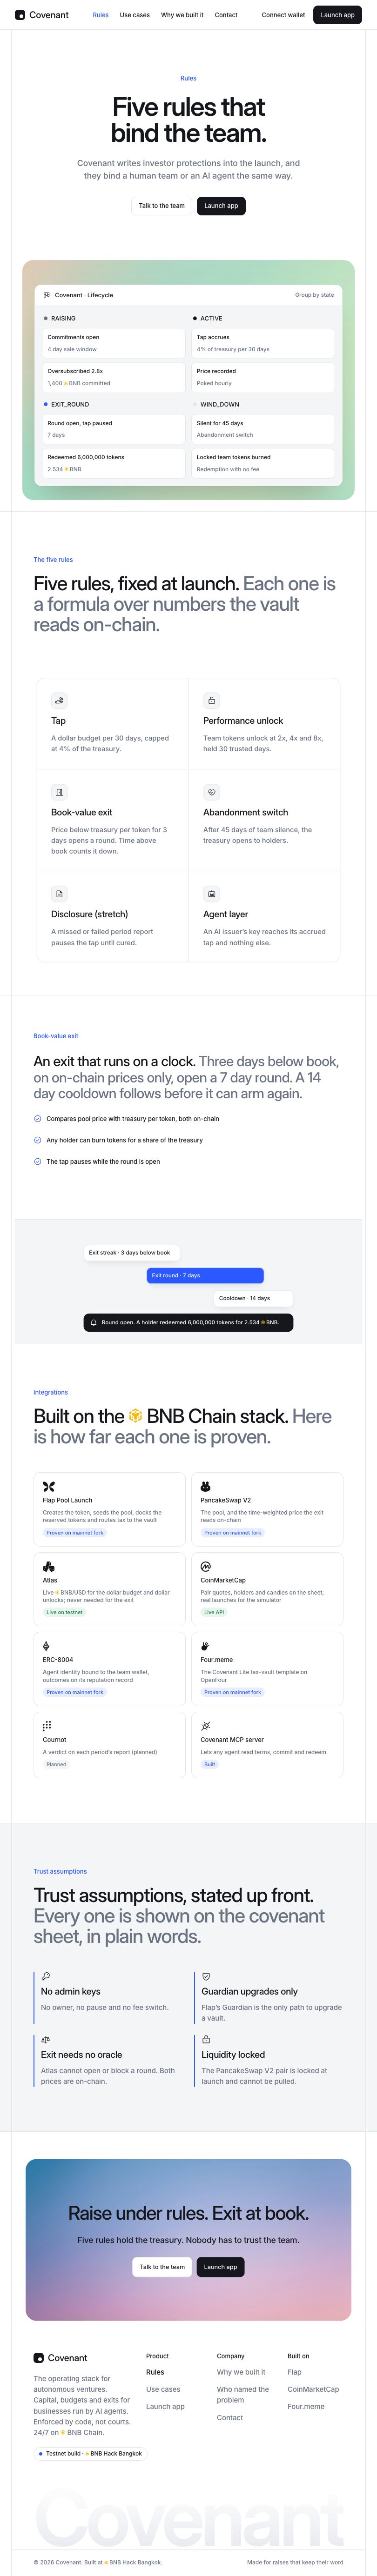 Covenant
Rules
Use cases
Why we built it
Contact
Connect wallet
Launch app
Rules
Five rules that
bind the team.
Covenant writes investor protections into the launch, and
they bind a human team or an AI agent the same way.
Talk to the team
Launch app
Covenant · Lifecycle
Group by state
RAISING
Commitments open
4 day sale window
Oversubscribed 2.8x
1,400 BNB committed
ACTIVE
Tap accrues
4% of treasury per 30 days
Price recorded
Poked hourly
EXIT_ROUND
Round open, tap paused
7 days
Redeemed 6,000,000 tokens
2.534 BNB
WIND_DOWN
Silent for 45 days
Abandonment switch
Locked team tokens burned
Redemption with no fee
The five rules
Five rules, fixed at launch. Each one is
a formula over numbers the vault
reads on-chain.
Tap
A dollar budget per 30 days, capped
at 4% of the treasury.
Performance unlock
Team tokens unlock at 2x, 4x and 8x,
held 30 trusted days.
Book-value exit
Price below treasury per token for 3
days opens a round. Time above
book counts it down.
Abandonment switch
After 45 days of team silence, the
treasury opens to holders.
Disclosure (stretch)
A missed or failed period report
pauses the tap until cured.
Agent layer
An AI issuer's key reaches its accrued
tap and nothing else.
Book-value exit
An exit that runs on a clock. Three days below book,
on on-chain prices only, open a 7 day round. A 14
day cooldown follows before it can arm again.
Compares pool price with treasury per token, both on-chain
Any holder can burn tokens for a share of the treasury
The tap pauses while the round is open
Exit streak · 3 days below book
Exit round · 7 days
Cooldown · 14 days
Round open. A holder redeemed 6,000,000 tokens for 2.534 BNB.
Integrations
Built on the BNB Chain stack. Here
is how far each one is proven.
Flap Pool Launch
Creates the token, seeds the pool, docks the
reserved tokens and routes tax to the vault
Proven on mainnet fork
PancakeSwap V2
The pool, and the time-weighted price the exit
reads on-chain
Proven on mainnet fork
Atlas
Live BNB/USD for the dollar budget and dollar
unlocks; never needed for the exit
Live on testnet
CoinMarketCap
Pair quotes, holders and candles on the sheet;
real launches for the simulator
Live API
ERC-8004
Agent identity bound to the team wallet,
outcomes on its reputation record
Proven on mainnet fork
Four.meme
The Covenant Lite tax-vault template on
OpenFour
Proven on mainnet fork
Cournot
A verdict on each period's report (planned)
Planned
Covenant MCP server
Lets any agent read terms, commit and redeem
Built
Trust assumptions
Trust assumptions, stated up front.
Every one is shown on the covenant
sheet, in plain words.
No admin keys
No owner, no pause and no fee switch.
Guardian upgrades only
Flap's Guardian is the only path to upgrade
a vault.
Exit needs no oracle
Atlas cannot open or block a round. Both
prices are on-chain.
Liquidity locked
The PancakeSwap V2 pair is locked at
launch and cannot be pulled.
Raise under rules. Exit at book.
Five rules hold the treasury. Nobody has to trust the team.
Talk to the team
Launch app
Covenant
The operating stack for
autonomous ventures.
Capital, budgets and exits for
businesses run by AI agents.
Enforced by code, not courts.
24/7 on BNB Chain.
Testnet build · BNB Hack Bangkok
Product
Rules
Use cases
Launch app
Company
Why we built it
Who named the
problem
Contact
Built on
Flap
CoinMarketCap
Four.meme
Covenant
© 2026 Covenant. Built at BNB Hack Bangkok.
Made for raises that keep their word